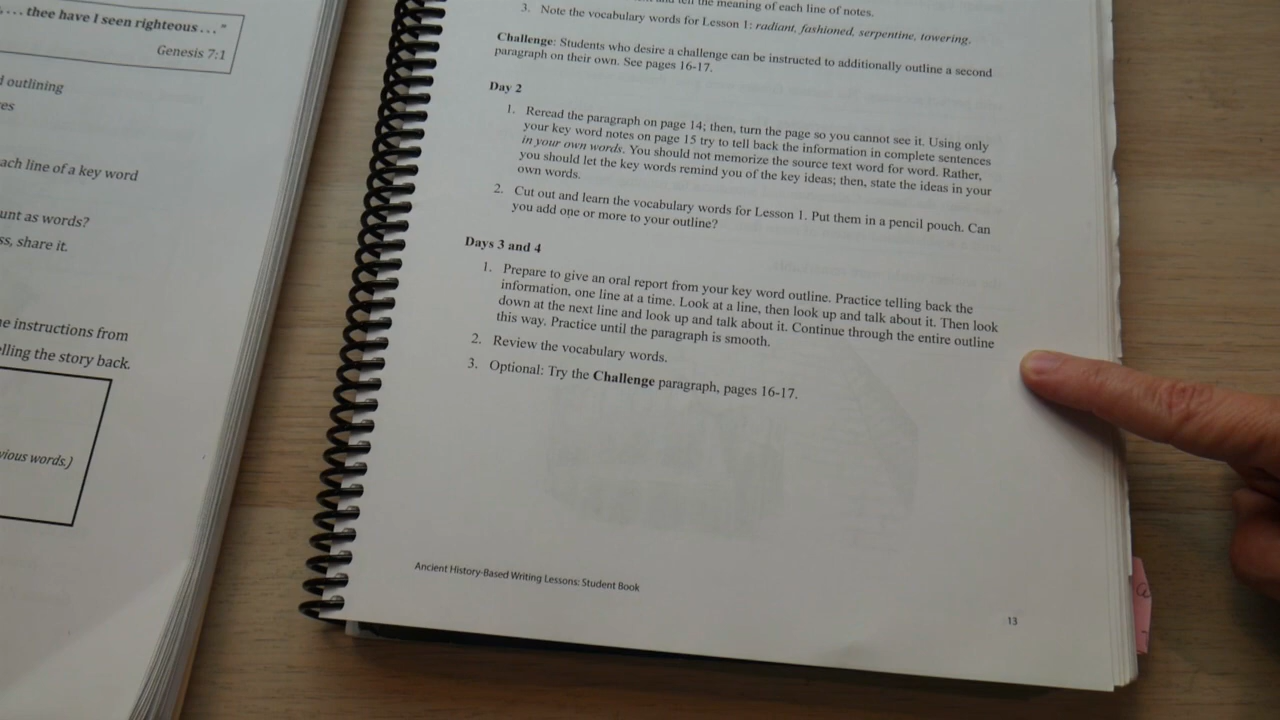 . . . thee have I seen righteous . . . "
Genesis 7:1
outlining
ach line of a key word
unt as words?
ss, share it.
e instructions from
elling the story back.
vious words.)
the meaning of each line of notes.
3. Note the vocabulary words for Lesson 1: radiant, fashioned, serpentine, towering.
Challenge: Students who desire a challenge can be instructed to additionally outline a second
paragraph on their own. See pages 16-17.
Day 2
1. Reread the paragraph on page 14; then, turn the page so you cannot see it. Using only
your key word notes on page 15 try to tell back the information in complete sentences
in your own words. You should not memorize the source text word for word. Rather,
you should let the key words remind you of the key ideas; then, state the ideas in your
own words.
2. Cut out and learn the vocabulary words for Lesson 1. Put them in a pencil pouch. Can
you add one or more to your outline?
Days 3 and 4
1. Prepare to give an oral report from your key word outline. Practice telling back the
information, one line at a time. Look at a line, then look up and talk about it. Then look
down at the next line and look up and talk about it. Continue through the entire outline
this way. Practice until the paragraph is smooth.
2. Review the vocabulary words.
3. Optional: Try the Challenge paragraph, pages 16-17.
Ancient History-Based Writing Lessons: Student Book
13